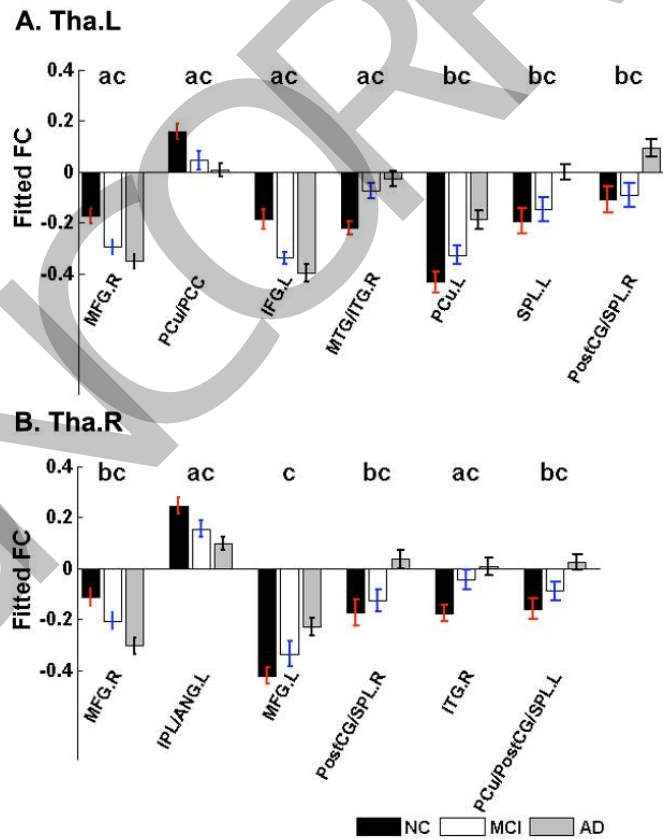 A. Tha.L
ac ac ac ac bc bc bc
0.4
0.2
0
-0.2
-0.4
Fitted FC
MFG.R
PCu/PCC
IFG.L
MTG/ITG.R
PCu.L
SPL.L
PostCG/SPL.R
B. Tha.R
bc ac c bc ac bc
0.4
0.2
0
-0.2
-0.4
Fitted FC
MFG.R
IPL/ANG.L
MFG.L
PostCG/SPL.R
ITG.R
PCu/PostCG/SPL.L
NC MCI AD